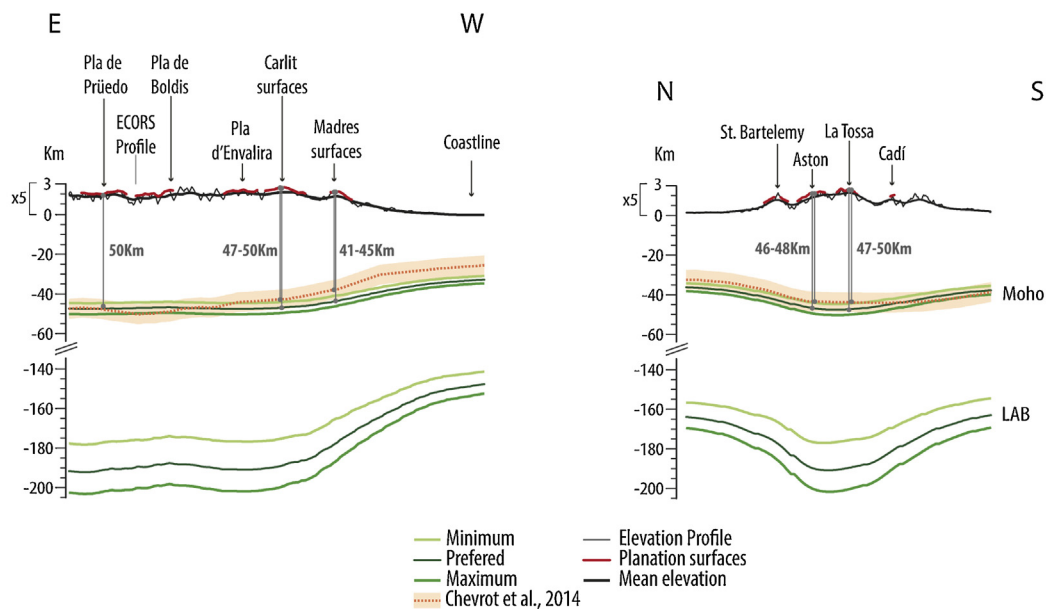 E
W
Pla de
Prüedo
ECORS
Profile
Pla de
Boldis
Pla
d'Envalira
Carlit
surfaces
Madres
surfaces
Coastline
Km
x5
3
0
-20
-40
-60
-140
-160
-180
-200
50Km
47-50Km
41-45Km
N
S
St. Bartelemy
Aston
La Tossa
Cadí
Km
x5
3
0
-20
-40
-60
-140
-160
-180
-200
46-48Km
47-50Km
Moho
LAB
Minimum
Prefered
Maximum
Chevrot et al., 2014
Elevation Profile
Planation surfaces
Mean elevation